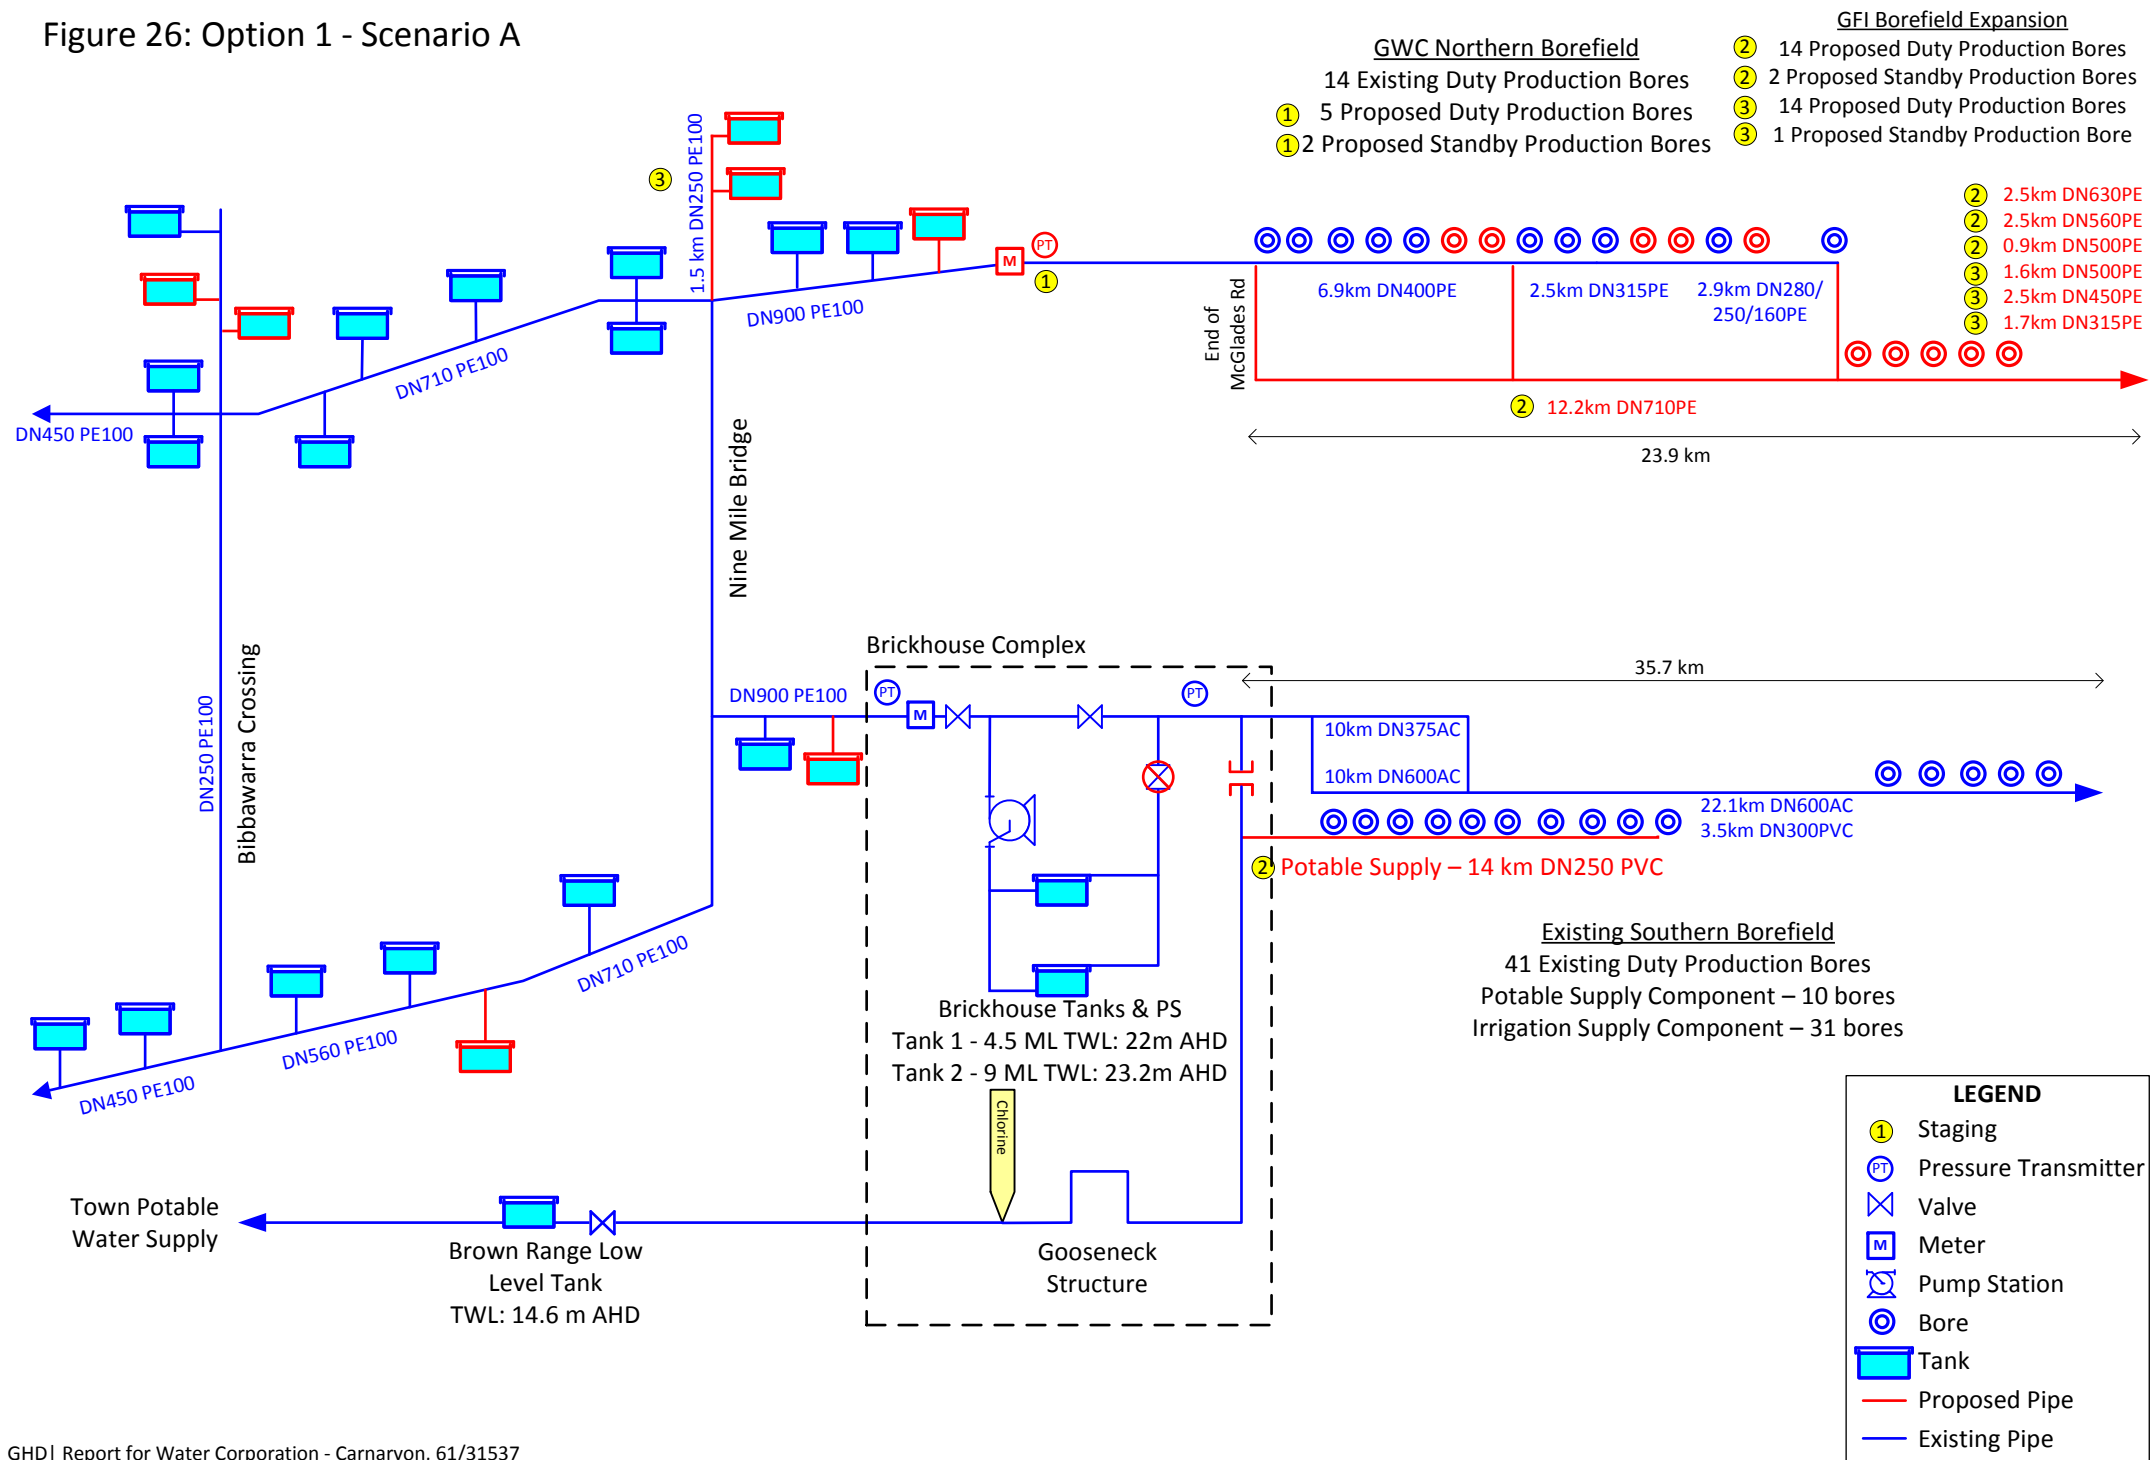 Figure 26: Option 1 - Scenario A
GWC Northern Borefield
14 Existing Duty Production Bores
1 5 Proposed Duty Production Bores
1 2 Proposed Standby Production Bores
GFI Borefield Expansion
2 14 Proposed Duty Production Bores
2 2 Proposed Standby Production Bores
3 14 Proposed Duty Production Bores
3 1 Proposed Standby Production Bore
2 2.5km DN630PE
2 2.5km DN560PE
2 0.9km DN500PE
3 1.6km DN500PE
3 2.5km DN450PE
3 1.7km DN315PE
3
1.5 km DN250 PE100
PT
M
1
DN900 PE100
6.9km DN400PE
2.5km DN315PE
2.9km DN280/
250/160PE
End of
McGlades Rd
2 12.2km DN710PE
23.9 km
DN710 PE100
DN450 PE100
Nine Mile Bridge
Bibbawarra Crossing
DN250 PE100
Brickhouse Complex
35.7 km
DN900 PE100
PT
M
PT
10km DN375AC
10km DN600AC
22.1km DN600AC
3.5km DN300PVC
2 Potable Supply – 14 km DN250 PVC
DN710 PE100
DN560 PE100
DN450 PE100
Existing Southern Borefield
41 Existing Duty Production Bores
Potable Supply Component – 10 bores
Irrigation Supply Component – 31 bores
Brickhouse Tanks & PS
Tank 1 - 4.5 ML TWL: 22m AHD
Tank 2 - 9 ML TWL: 23.2m AHD
Chlorine
Gooseneck
Structure
Town Potable
Water Supply
Brown Range Low
Level Tank
TWL: 14.6 m AHD
LEGEND
1 Staging
PT Pressure Transmitter
Valve
M Meter
Pump Station
Bore
Tank
Proposed Pipe
Existing Pipe
GHD| Report for Water Corporation - Carnarvon, 61/31537